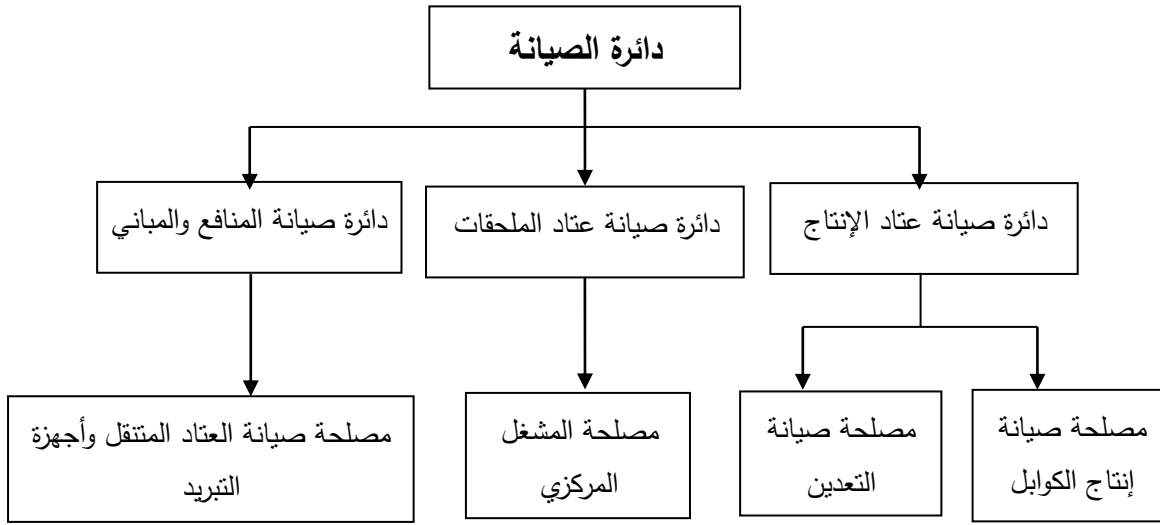 دائرة الصيانة
دائرة صيانة عتاد الإنتاج
دائرة صيانة عتاد الملحقات
دائرة صيانة المنافع والمباني
مصلحة صيانة
إنتاج الكوابل
مصلحة صيانة
التعدين
مصلحة المشغل
المركزي
مصلحة صيانة العتاد المتنقل وأجهزة
التبريد